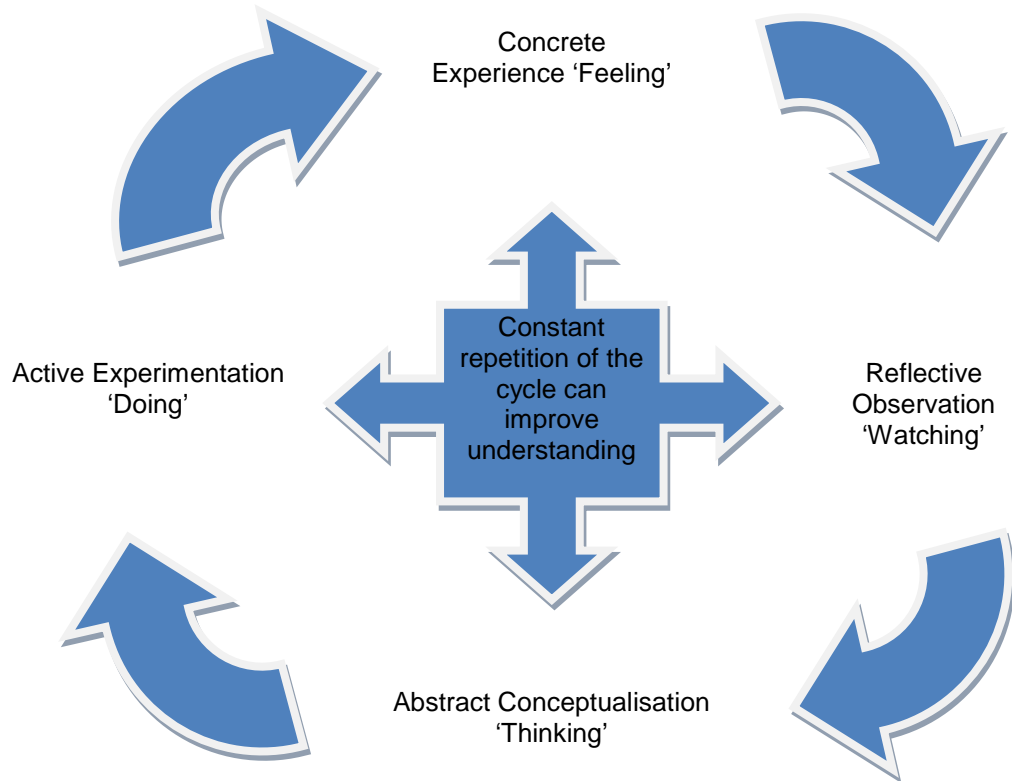 Concrete
Experience ‘Feeling’
Constant
repetition of the
cycle can
improve
understanding
Active Experimentation
‘Doing’
Reflective
Observation
‘Watching’
Abstract Conceptualisation
‘Thinking’